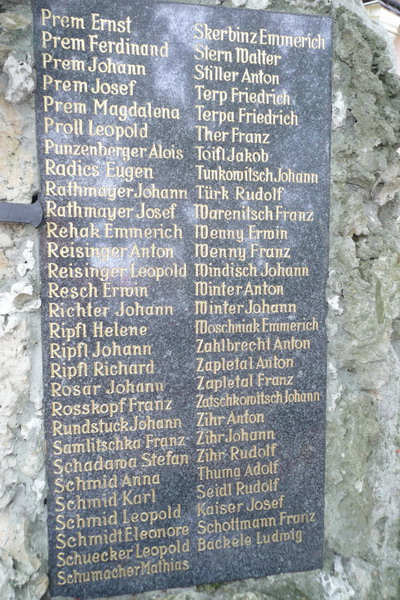 Prem Ernst
Prem Ferdinand
Prem Johann
Prem Josef
Prem Magdalena
Proll Leopold
Punzenberger Alois
Radics Eugen
Rathmayer Johann
Rathmayer Josef
Rehak Emmerich
Reisinger Anton
Reisinger Leopold
Resch Erwin
Richter Johann
Ripfl Helene
Ripfl Johann
Ripfl Richard
Rosar Johann
Rosskopf Franz
Rundstuck Johann
Samlitschka Franz
Schadawa Stefan
Schmid Anna
Schmid Karl
Schmid Leopold
Schmidt Eleonore
Schuecker Leopold
Schumacher Mathias
Skerbinz Emmerich
Stern Walter
Stiller Anton
Terp Friedrich
Terpa Friedrich
Ther Franz
Töifl Jakob
Tunkowitsch Johann
Türk Rudolf
Warenitsch Franz
Wenny Erwin
Wenny Franz
Windisch Johann
Winter Anton
Winter Johann
Woschniak Emmerich
Zahlbrecht Anton
Zapletal Anton
Zapletal Franz
Zatschkowitsch Johann
Zihr Anton
Zihr Johann
Zihr Rudolf
Thuma Adolf
Seidl Rudolf
Kaiser Josef
Schottmann Franz
Backele Ludwig